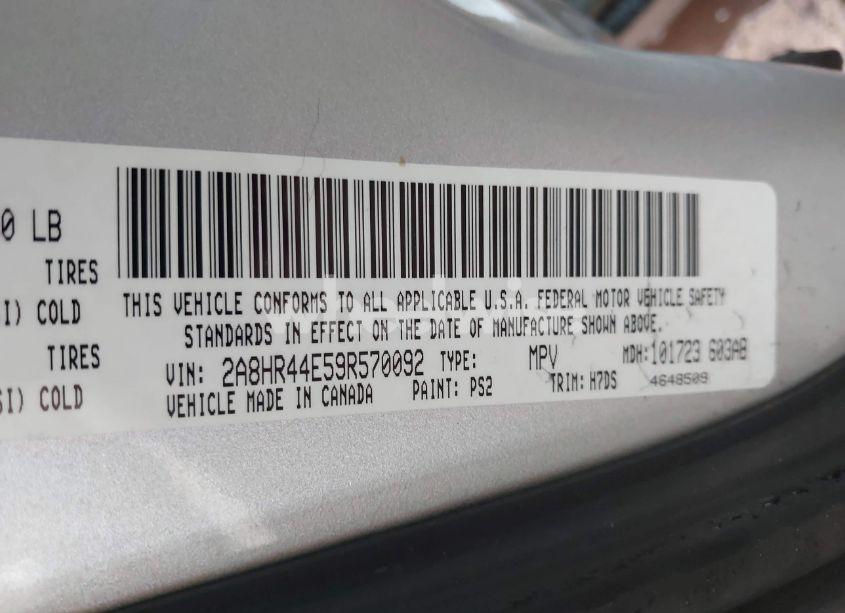 0 LB
TIRES
I) COLD
THIS VEHICLE CONFORMS TO ALL APPLICABLE U.S.A. FEDERAL MOTOR VEHICLE SAFETY
STANDARDS IN EFFECT ON THE DATE OF MANUFACTURE SHOWN ABOVE.
TIRES
VIN: 2A8HR44E59R570092 TYPE: MPV MDH:101723 603AB
SI) COLD
VEHICLE MADE IN CANADA PAINT: PS2 TRIM: H7DS 4648509